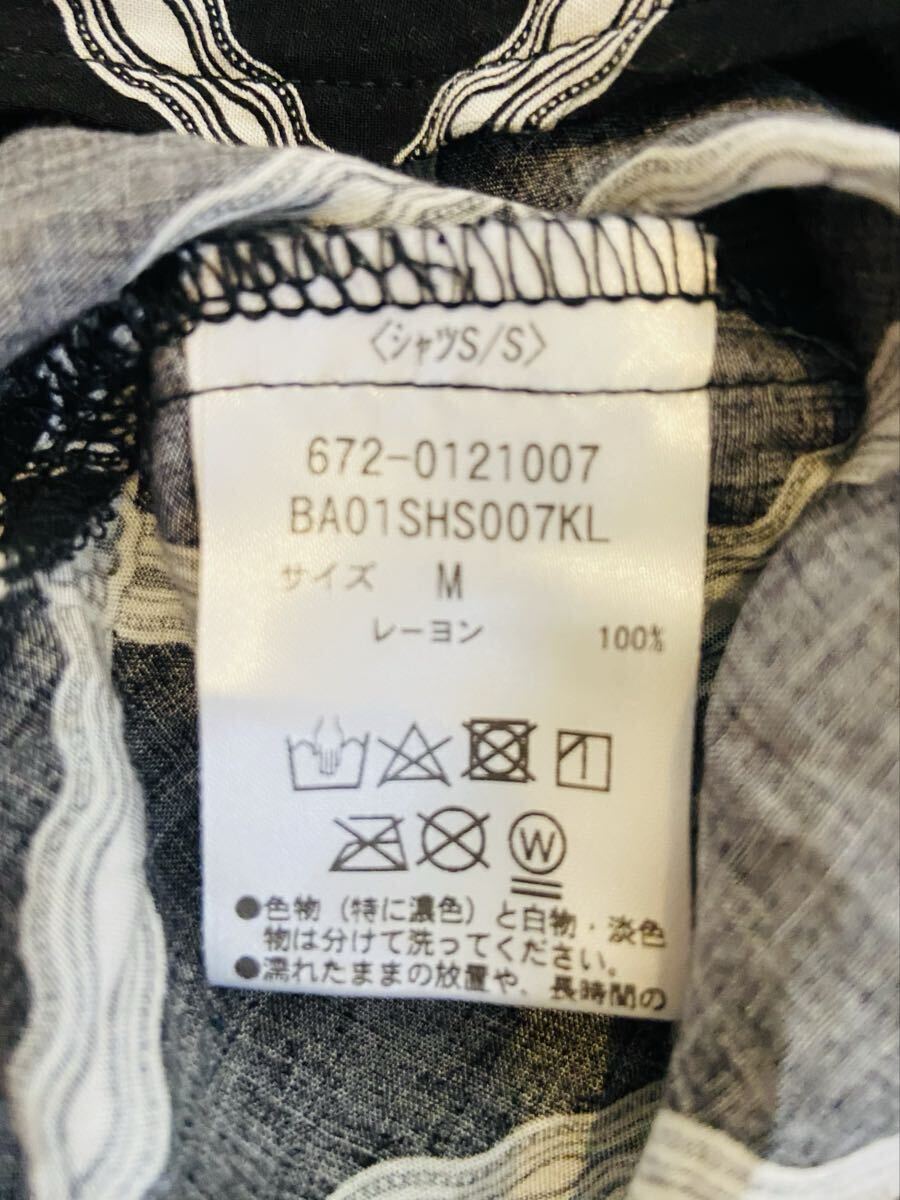 〈シャツS/S〉
672-0121007
BA01SHS007KL
サイズ M
レーヨン 100%
W
●色物（特に濃色）と白物・淡色
物は分けて洗ってください。
●濡れたままの放置や、長時間の